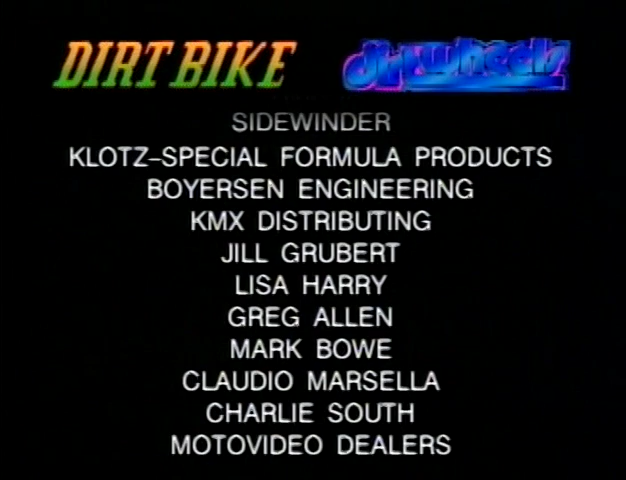 DIRT BIKE dirtwheels
SIDEWINDER
KLOTZ–SPECIAL FORMULA PRODUCTS
BOYERSEN ENGINEERING
KMX DISTRIBUTING
JILL GRUBERT
LISA HARRY
GREG ALLEN
MARK BOWE
CLAUDIO MARSELLA
CHARLIE SOUTH
MOTOVIDEO DEALERS